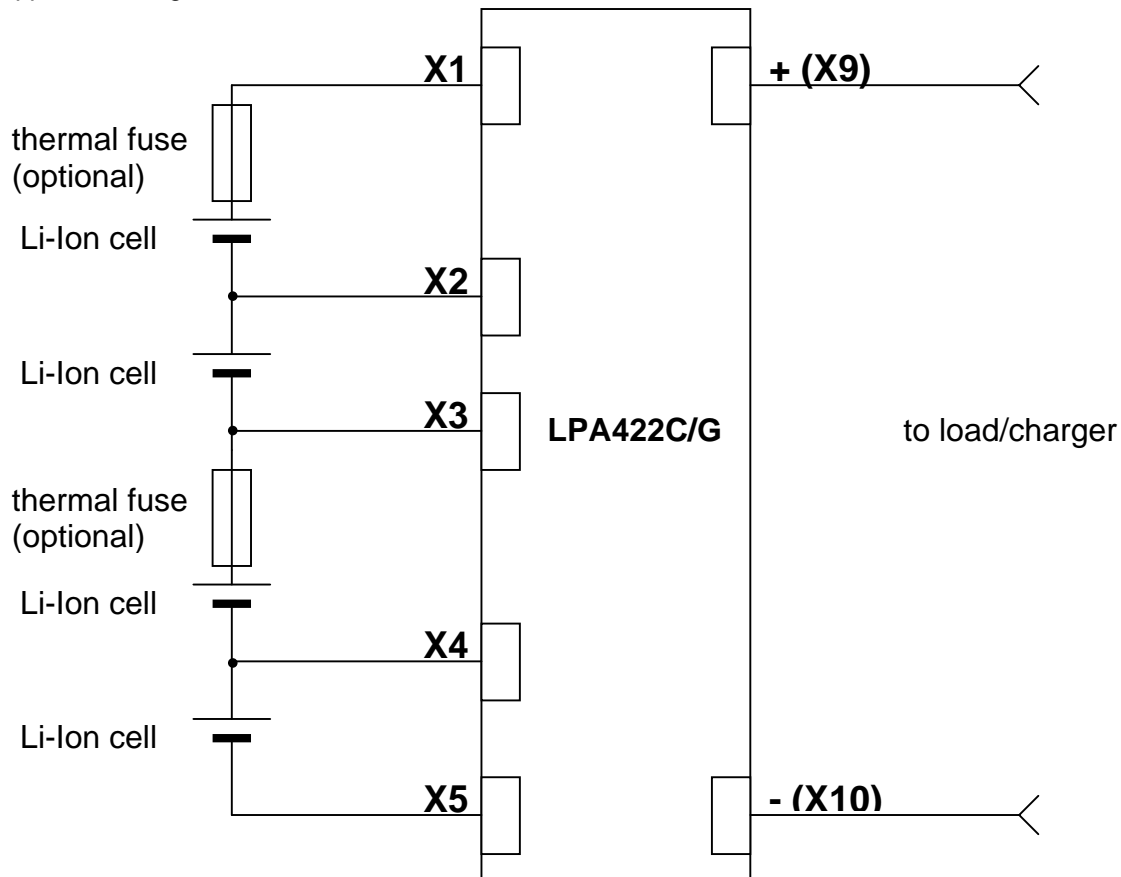 X1
+ (X9)
thermal fuse
(optional)
Li-Ion cell
X2
Li-Ion cell
X3
LPA422C/G
to load/charger
thermal fuse
(optional)
Li-Ion cell
X4
Li-Ion cell
X5
- (X10)